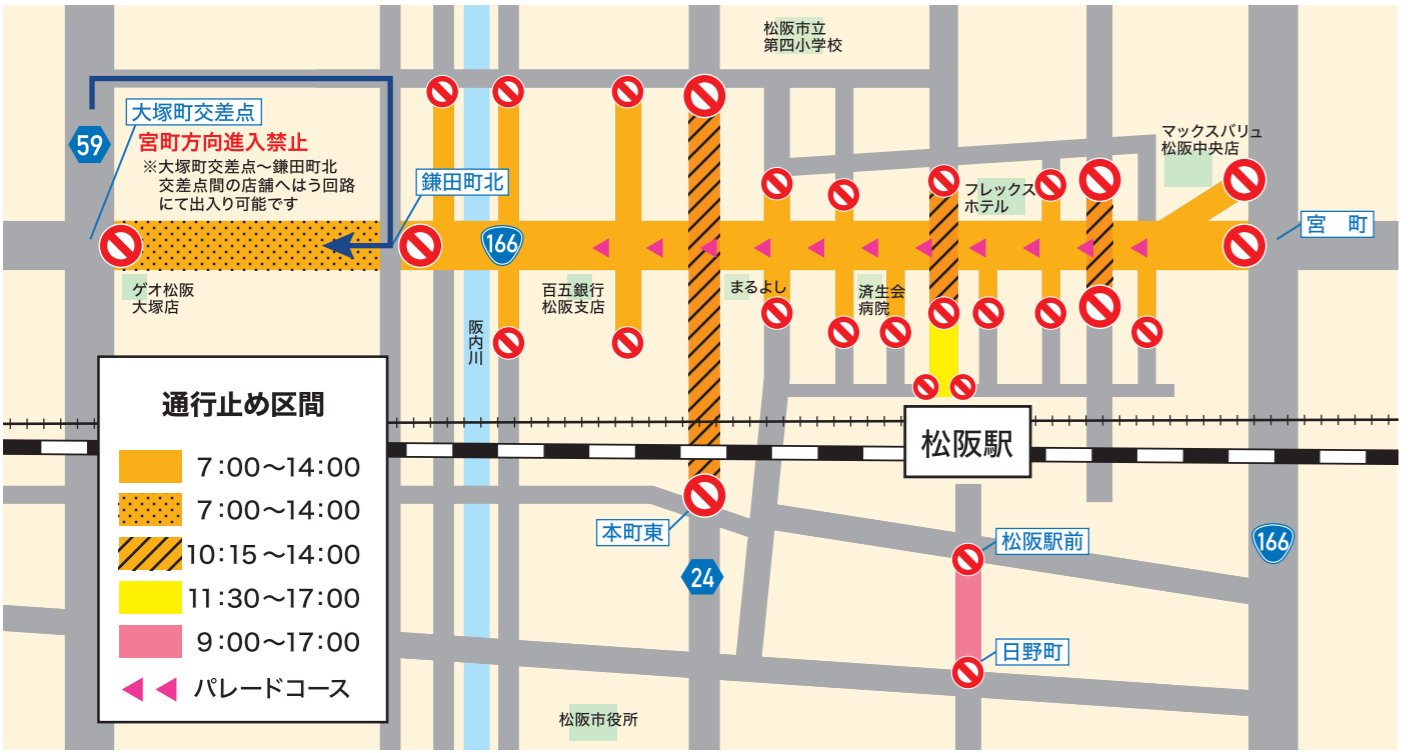 松阪市立
第四小学校
大塚町交差点
59
宮町方向進入禁止
※大塚町交差点〜鎌田町北
交差点間の店舗へはう回路
にて出入り可能です
鎌田町北
マックスバリュ
松阪中央店
フレックス
ホテル
宮 町
166
ゲオ松阪
大塚店
百五銀行
松阪支店
まるよし
済生会
病院
阪内川
通行止め区間
7:00〜14:00
7:00〜14:00
10:15〜14:00
11:30〜17:00
9:00〜17:00
パレードコース
松阪駅
本町東
松阪駅前
166
24
日野町
松阪市役所